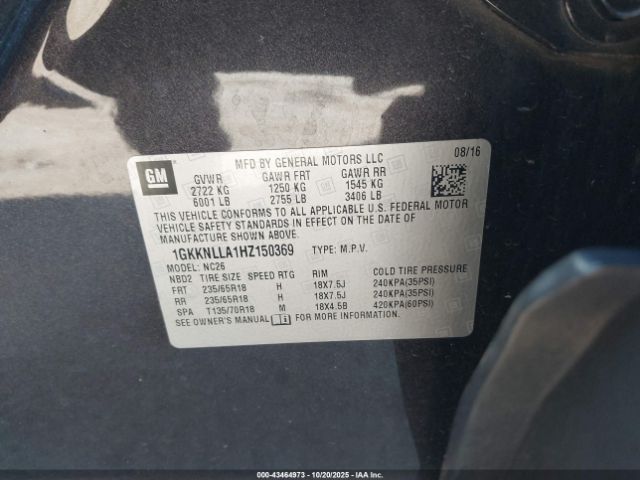 GM
MFD BY GENERAL MOTORS LLC
08/16
GVWR GAWR FRT GAWR RR
2722 KG 1250 KG 1545 KG
6001 LB 2755 LB 3406 LB
THIS VEHICLE CONFORMS TO ALL APPLICABLE U.S. FEDERAL MOTOR
VEHICLE SAFETY STANDARDS IN EFFECT ON THE DATE OF
MANUFACTURE SHOWN ABOVE.
1GKKNLLA1HZ150369 TYPE: M.P.V.
MODEL: NC26
NBD2 TIRE SIZE SPEED RTG RIM COLD TIRE PRESSURE
FRT 235/65R18 H 18X7.5J 240KPA(35PSI)
RR 235/65R18 H 18X7.5J 240KPA(35PSI)
SPA T135/70R18 M 18X4.5B 420KPA(60PSI)
SEE OWNER'S MANUAL FOR MORE INFORMATION.
000-43464973 | 10/20/2025 | Copart